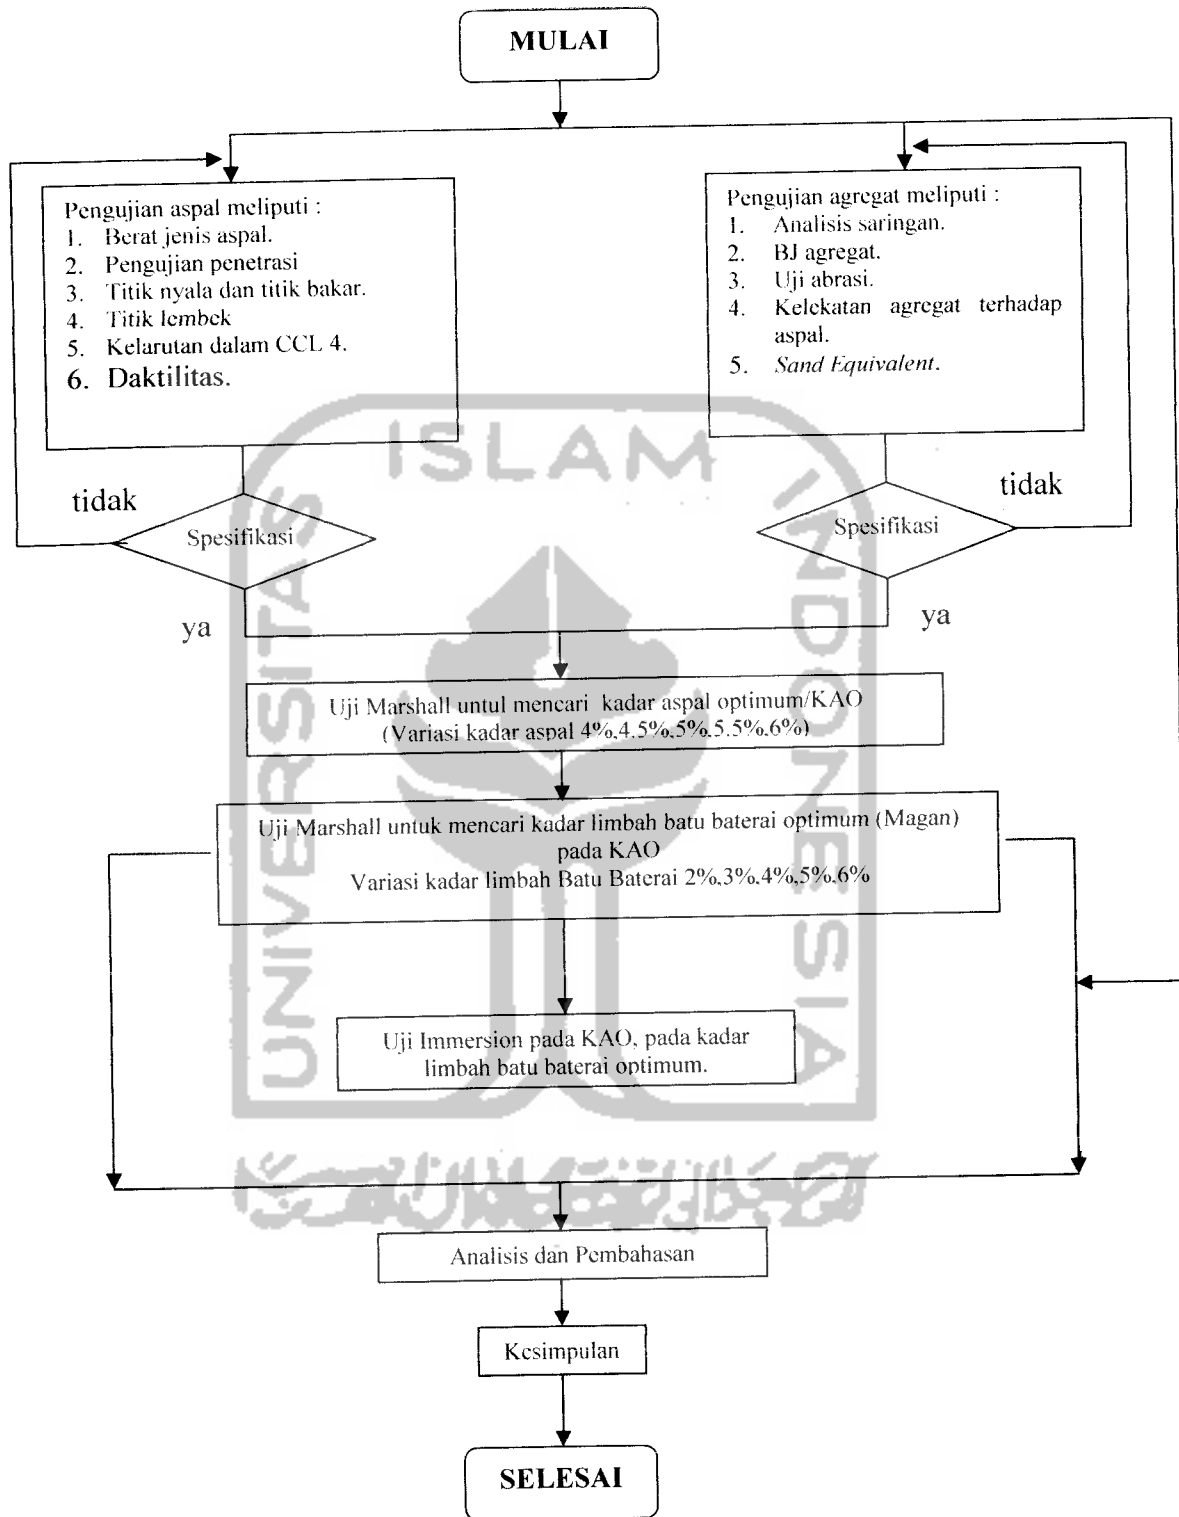 MULAI
Pengujian aspal meliputi :
1. Berat jenis aspal.
2. Pengujian penetrasi
3. Titik nyala dan titik bakar.
4. Titik lembek
5. Kelarutan dalam CCL 4.
6. Daktilitas.
Pengujian agregat meliputi :
1. Analisis saringan.
2. BJ agregat.
3. Uji abrasi.
4. Kelekatan agregat terhadap
aspal.
5. Sand Equivalent.
tidak
Spesifikasi
tidak
Spesifikasi
ya
ya
Uji Marshall untul mencari kadar aspal optimum/KAO
(Variasi kadar aspal 4%,4.5%,5%,5.5%,6%)
Uji Marshall untuk mencari kadar limbah batu baterai optimum (Magan)
pada KAO
Variasi kadar limbah Batu Baterai 2%,3%,4%,5%,6%
Uji Immersion pada KAO, pada kadar
limbah batu baterai optimum.
Analisis dan Pembahasan
Kesimpulan
SELESAI
UNIVERSITAS
ISLAM
INDONESIA